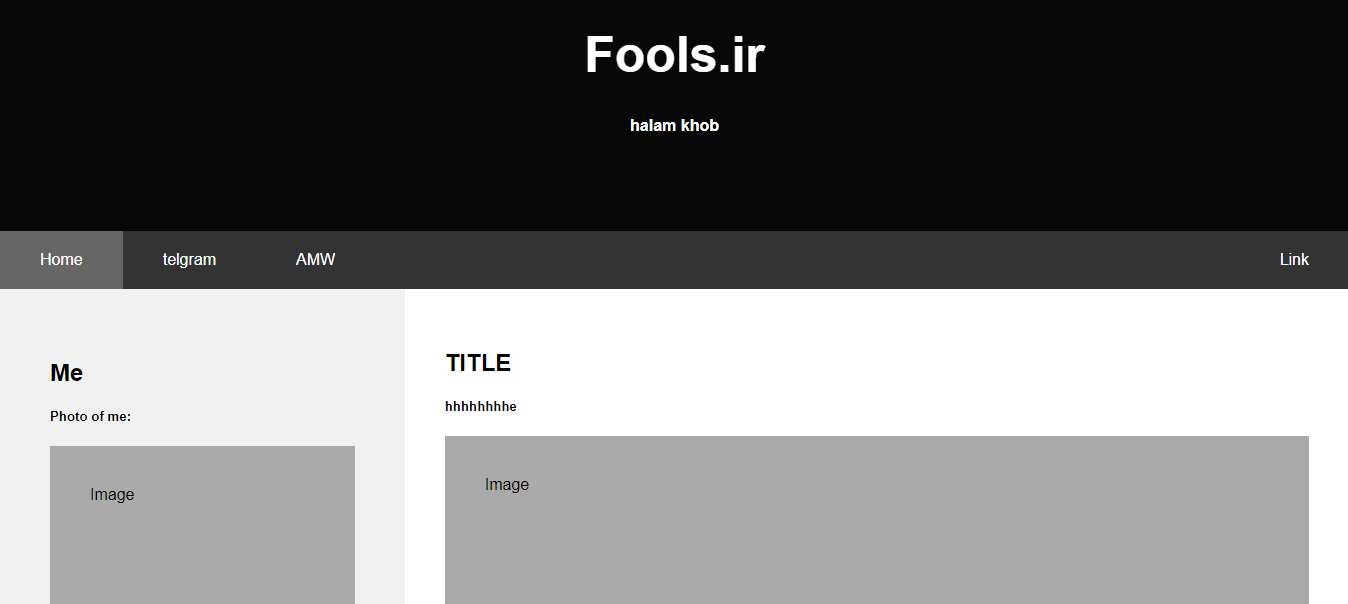 Fools.ir
halam khob
Home telgram AMW Link
Me
Photo of me:
Image
TITLE
hhhhhhhhe
Image